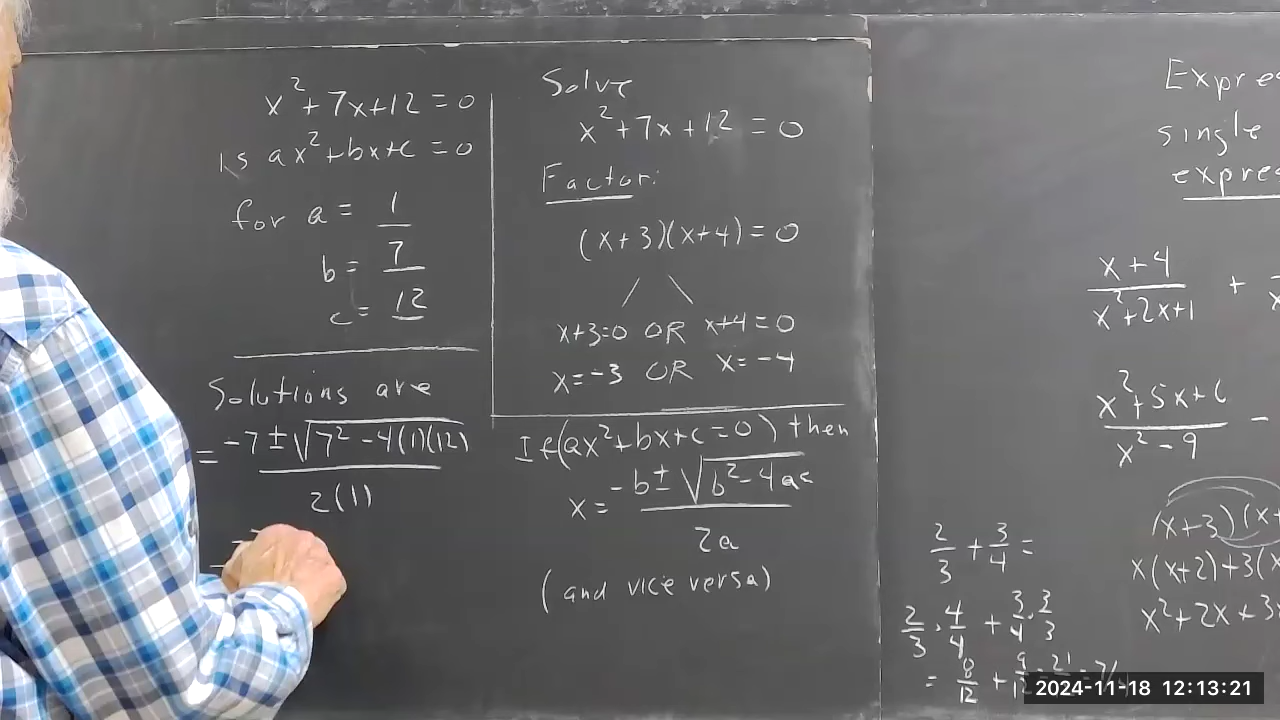 x²+7x+12=0
is ax²+bx+c=0
for a = 1
b = 7
c = 12
Solutions are
= (-7 ± √(7² - 4(1)(12))) / 2(1)
Solve
x²+7x+12=0
Factor:
(x+3)(x+4)=0
x+3=0 OR x+4=0
x=-3 OR x=-4
If (ax²+bx+c=0) then
x = (-b ± √(b²-4ac)) / 2a
(and vice versa)
single
(x+4)/(x²+2x+1) +
(x²+5x+6)/(x²-9) -
(x+3)(x+
x(x+2)+3(x
x²+2x+3
2/3 + 3/4 =
2/3 · 4/4 + 3/4 · 3/3
= 8/12 +
2024-11-18 12:13:21